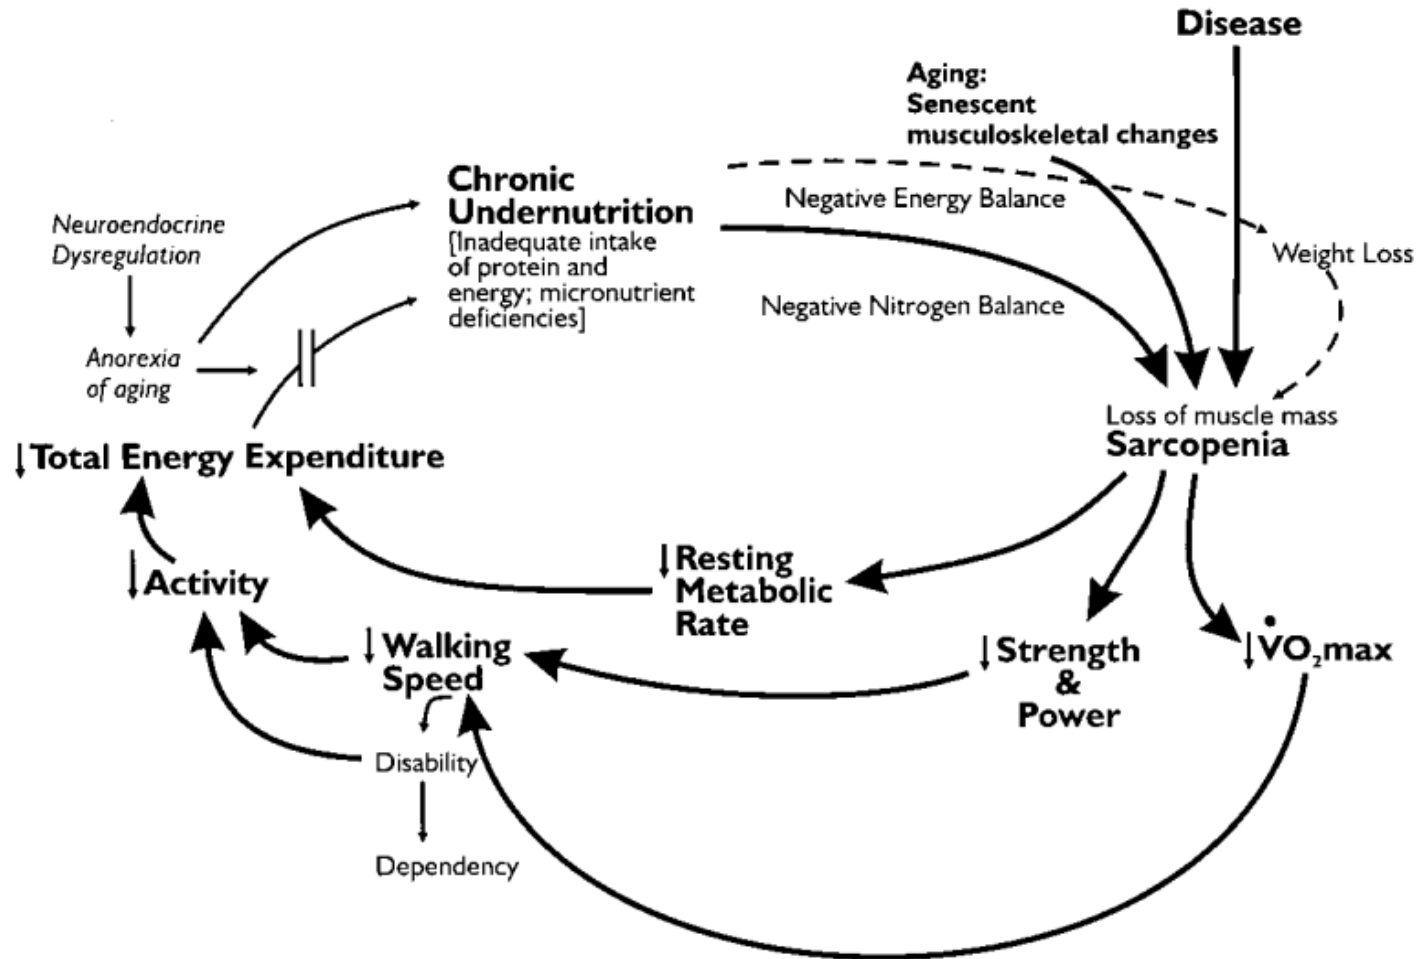 Disease
Aging:
Senescent
musculoskeletal changes
Chronic
Undernutrition
[Inadequate intake
of protein and
energy; micronutrient
deficiencies]
Negative Energy Balance
Neuroendocrine
Dysregulation
Weight Loss
Negative Nitrogen Balance
Anorexia
of aging
Loss of muscle mass
Sarcopenia
↓Total Energy Expenditure
↓Resting
Metabolic
Rate
↓Activity
↓Walking
Speed
↓Strength
&
Power
↓V̇O₂max
Disability
Dependency